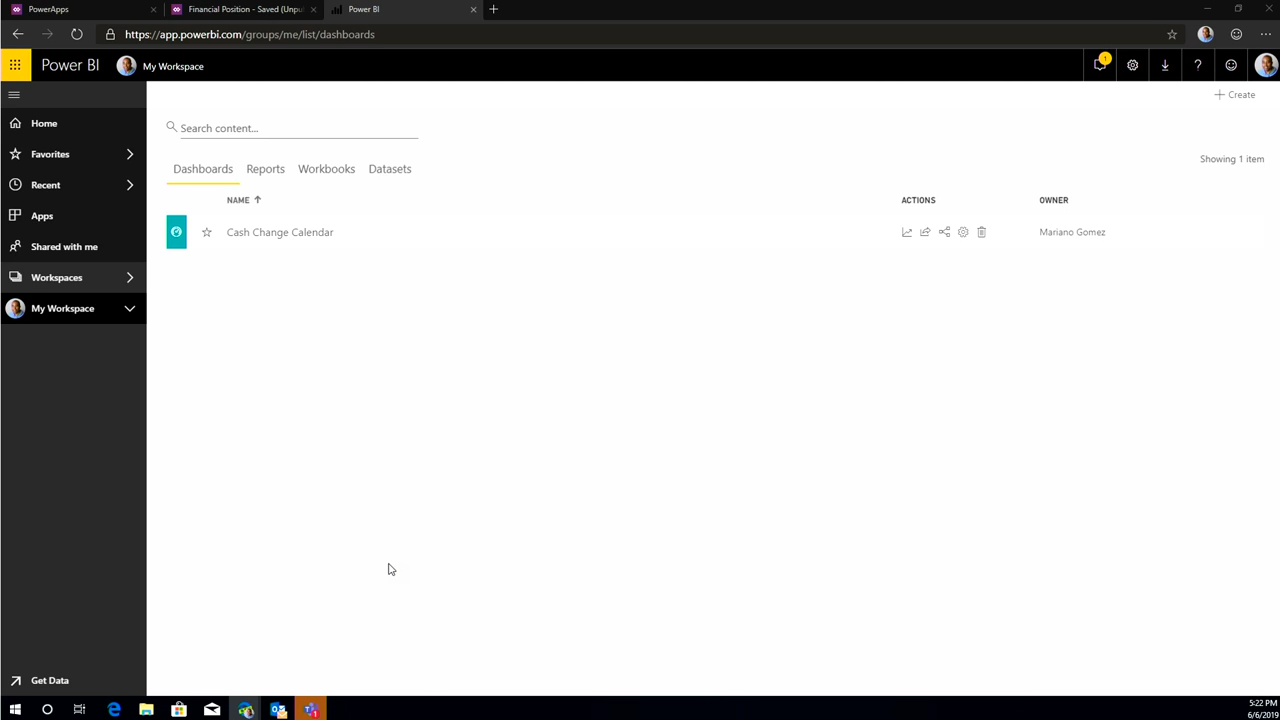 PowerApps
Financial Position - Saved (Unpu
Power BI
https://app.powerbi.com/groups/me/list/dashboards
Power BI
My Workspace
1
Create
Home
Search content...
Favorites
Dashboards
Reports
Workbooks
Datasets
Showing 1 item
Recent
NAME
ACTIONS
OWNER
Apps
Cash Change Calendar
Mariano Gomez
Shared with me
Workspaces
My Workspace
Get Data
5:22 PM
6/6/2019